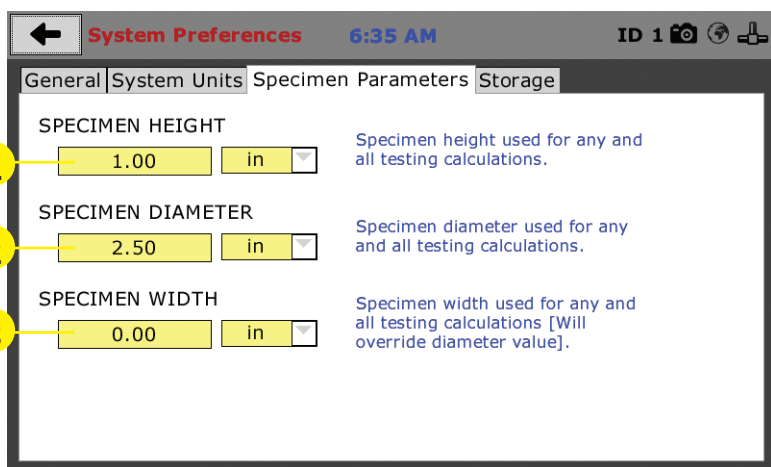 System Preferences 6:35 AM ID 1
General System Units Specimen Parameters Storage
SPECIMEN HEIGHT
1.00 in
Specimen height used for any and
all testing calculations.
SPECIMEN DIAMETER
2.50 in
Specimen diameter used for any
and all testing calculations.
SPECIMEN WIDTH
0.00 in
Specimen width used for any and
all testing calculations [Will
override diameter value].